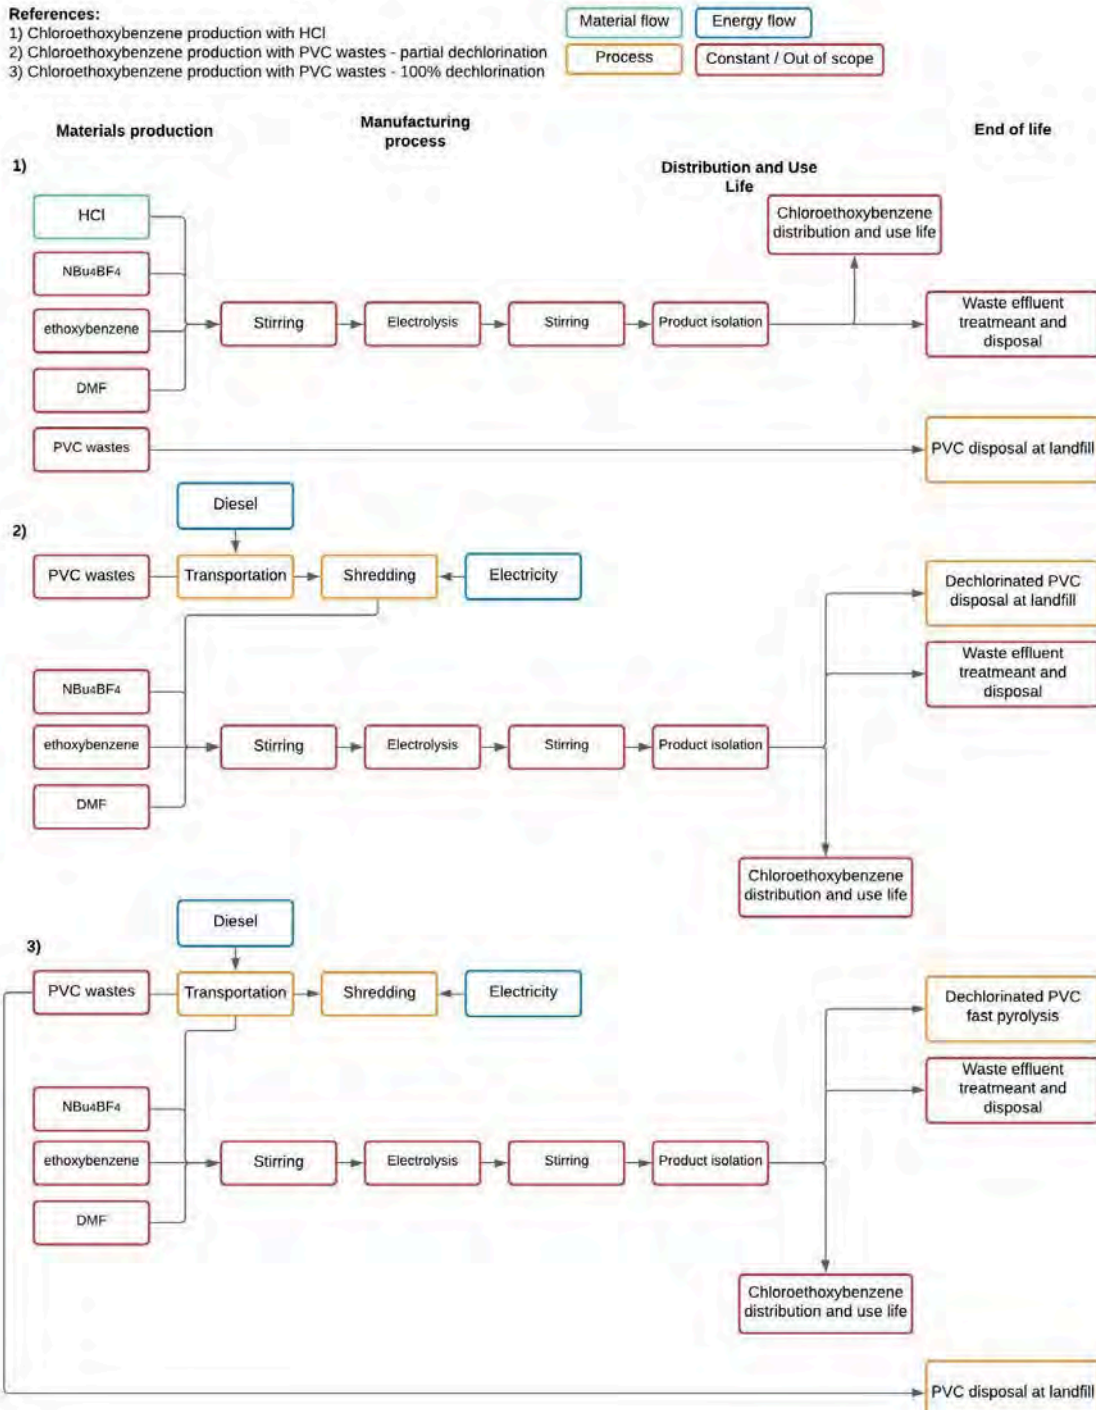 References:
1) Chloroethoxybenzene production with HCl
2) Chloroethoxybenzene production with PVC wastes - partial dechlorination
3) Chloroethoxybenzene production with PVC wastes - 100% dechlorination
Material flow
Energy flow
Process
Constant / Out of scope
Materials production
Manufacturing
process
Distribution and Use
Life
End of life
1)
HCl
NBu4BF4
ethoxybenzene
DMF
PVC wastes
Stirring
Electrolysis
Stirring
Product isolation
Chloroethoxybenzene
distribution and use life
Waste effluent
treatmeant and
disposal
PVC disposal at landfill
2)
Diesel
PVC wastes
Transportation
Shredding
Electricity
NBu4BF4
ethoxybenzene
DMF
Stirring
Electrolysis
Stirring
Product isolation
Dechlorinated PVC
disposal at landfill
Waste effluent
treatmeant and
disposal
Chloroethoxybenzene
distribution and use life
3)
Diesel
PVC wastes
Transportation
Shredding
Electricity
NBu4BF4
ethoxybenzene
DMF
Stirring
Electrolysis
Stirring
Product isolation
Dechlorinated PVC
fast pyrolysis
Waste effluent
treatmeant and
disposal
Chloroethoxybenzene
distribution and use life
PVC disposal at landfill